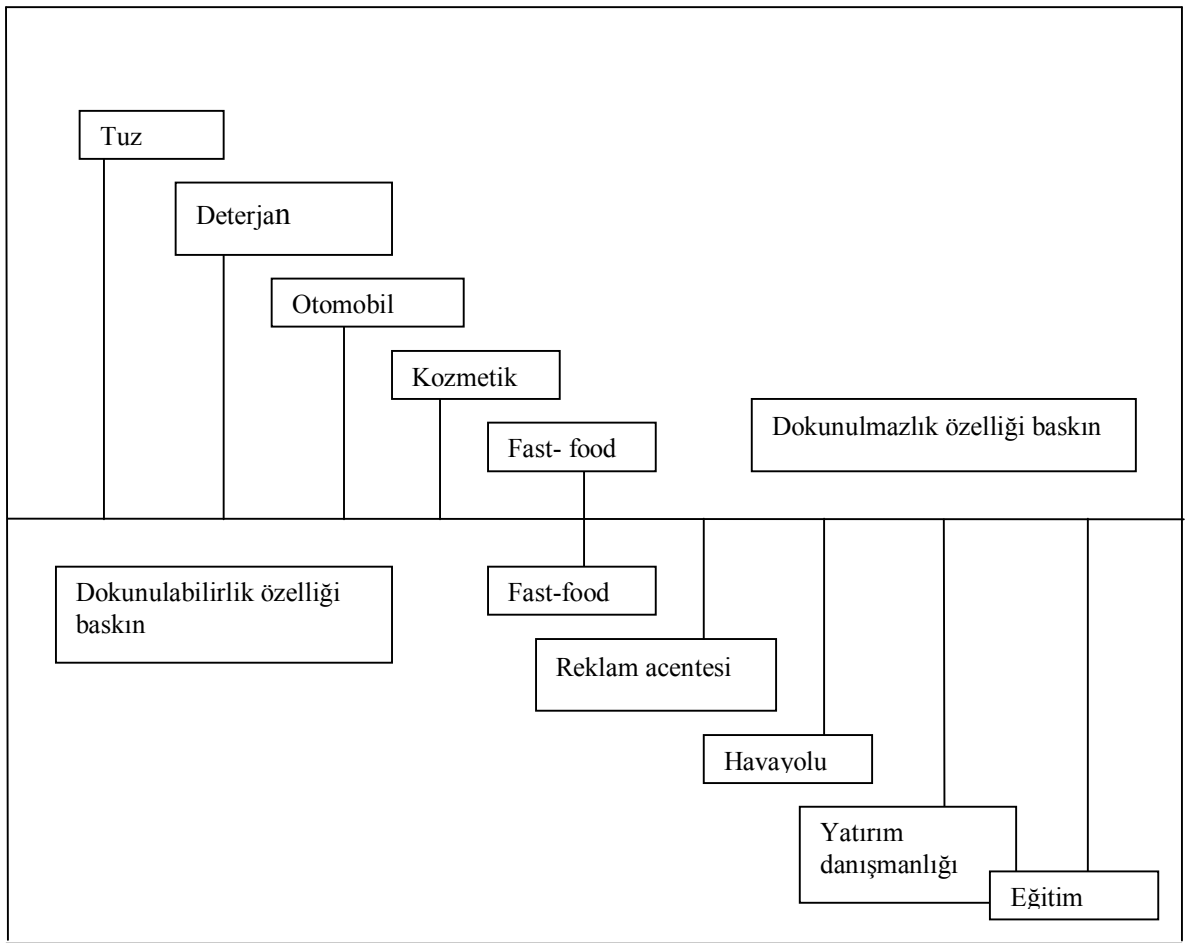 Tuz
Deterjan
Otomobil
Kozmetik
Fast- food
Dokunulmazlık özelliği baskın
Dokunulabilirlik özelliği
baskın
Fast-food
Reklam acentesi
Havayolu
Yatırım
danışmanlığı
Eğitim